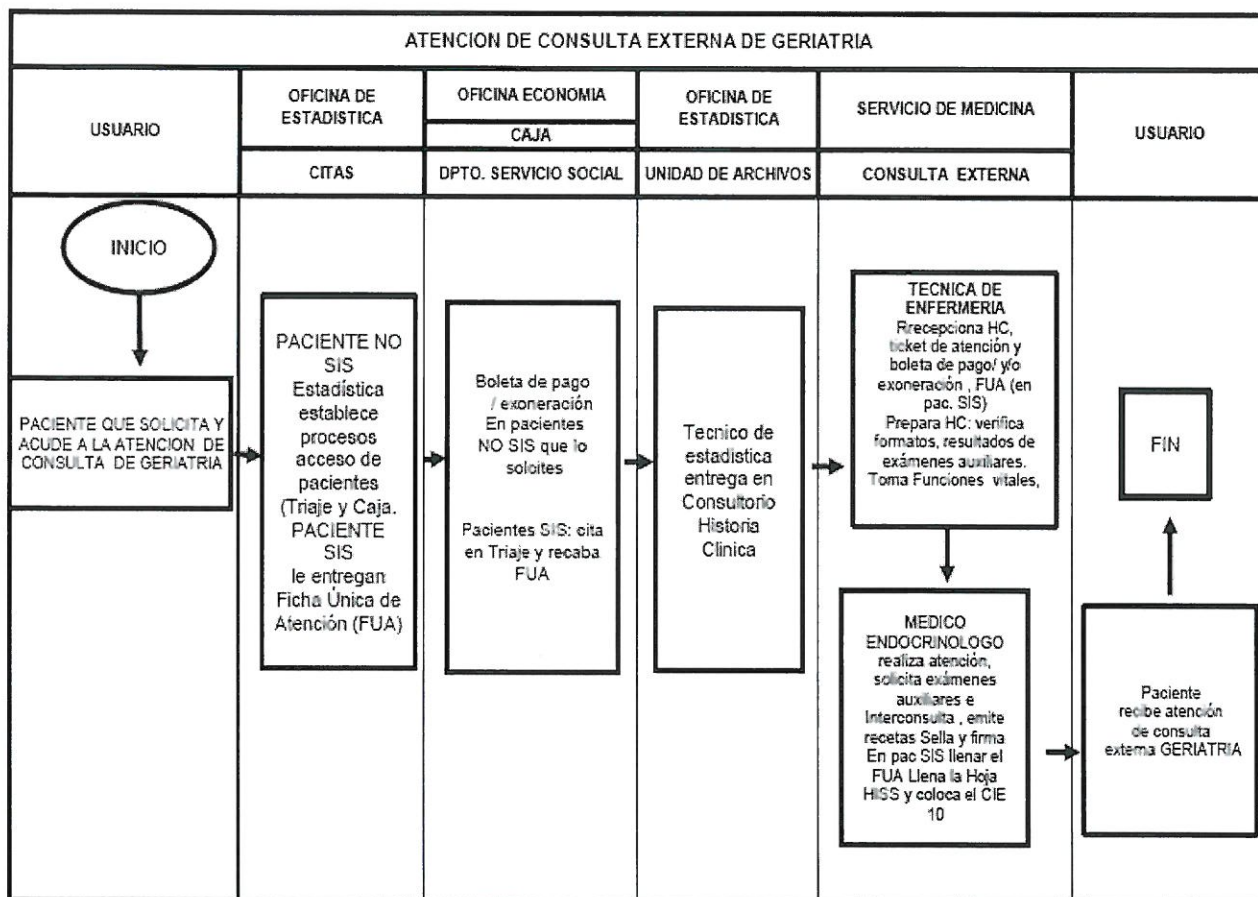 ATENCION DE CONSULTA EXTERNA DE GERIATRIA
USUARIO
OFICINA DE
ESTADISTICA
CITAS
OFICINA ECONOMIA
CAJA
DPTO. SERVICIO SOCIAL
OFICINA DE
ESTADISTICA
UNIDAD DE ARCHIVOS
SERVICIO DE MEDICINA
CONSULTA EXTERNA
USUARIO
INICIO
PACIENTE QUE SOLICITA Y
ACUDE A LA ATENCION DE
CONSULTA DE GERIATRIA
PACIENTE NO
SIS
Estadística
establece
procesos
acceso de
pacientes
(Triaje y Caja.
PACIENTE
SIS
le entregan
Ficha Única de
Atención (FUA)
Boleta de pago
/ exoneración
En pacientes
NO SIS que lo
soloites
Pacientes SIS: cita
en Triaje y recaba
FUA
Tecnico de
estadistica
entrega en
Consultorio
Historia
Clinica
TECNICA DE
ENFERMERIA
Rrecepciona HC,
ticket de atención y
boleta de pago/ y/o
exoneración , FUA (en
pac. SIS)
Prepara HC: verifica
formatos, resultados de
exámenes auxiliares.
Toma Funciones vitales,
MEDICO
ENDOCRINOLOGO
realiza atención,
solicita exámenes
auxiliares e
Interconsulta , emite
recetas Sella y firma
En pac SIS llenar el
FUA Llena la Hoja
HISS y coloca el CIE
10
Paciente
recibe atención
de consulta
externa GERIATRIA
FIN